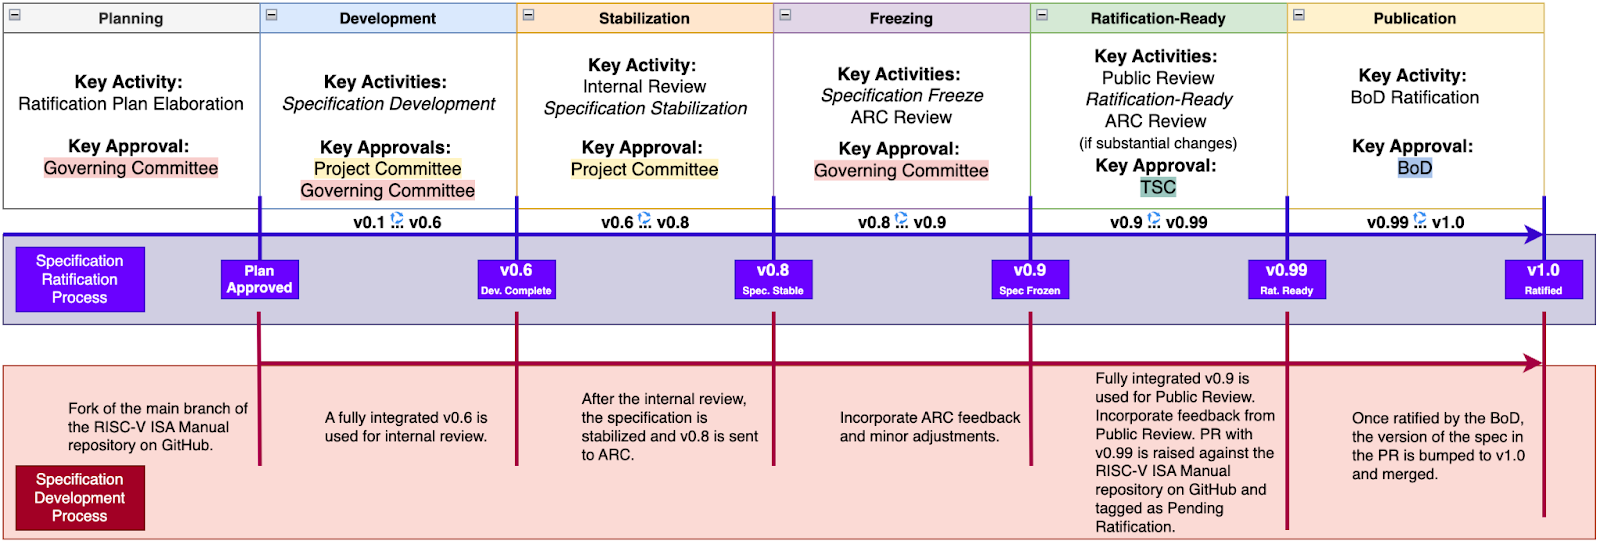 Planning
Development
Stabilization
Freezing
Ratification-Ready
Publication
Key Activity:
Ratification Plan Elaboration
Key Approval:
Governing Committee
Key Activities:
Specification Development
Key Approvals:
Project Committee
Governing Committee
Key Activity:
Internal Review
Specification Stabilization
Key Approval:
Project Committee
Key Activities:
Specification Freeze
ARC Review
Key Approval:
Governing Committee
Key Activities:
Public Review
Ratification-Ready
ARC Review
(if substantial changes)
Key Approval:
TSC
Key Activity:
BoD Ratification
Key Approval:
BoD
v0.1 ... v0.6
v0.6 ... v0.8
v0.8 ... v0.9
v0.9 ... v0.99
v0.99 ... v1.0
Specification
Ratification
Process
Plan
Approved
v0.6
Dev. Complete
v0.8
Spec. Stable
v0.9
Spec Frozen
v0.99
Rat. Ready
v1.0
Ratified
Fork of the main branch of
the RISC-V ISA Manual
repository on GitHub.
A fully integrated v0.6 is
used for internal review.
After the internal review,
the specification is
stabilized and v0.8 is sent
to ARC.
Incorporate ARC feedback
and minor adjustments.
Fully integrated v0.9 is
used for Public Review.
Incorporate feedback from
Public Review. PR with
v0.99 is raised against the
RISC-V ISA Manual
repository on GitHub and
tagged as Pending
Ratification.
Once ratified by the BoD,
the version of the spec in
the PR is bumped to v1.0
and merged.
Specification
Development
Process